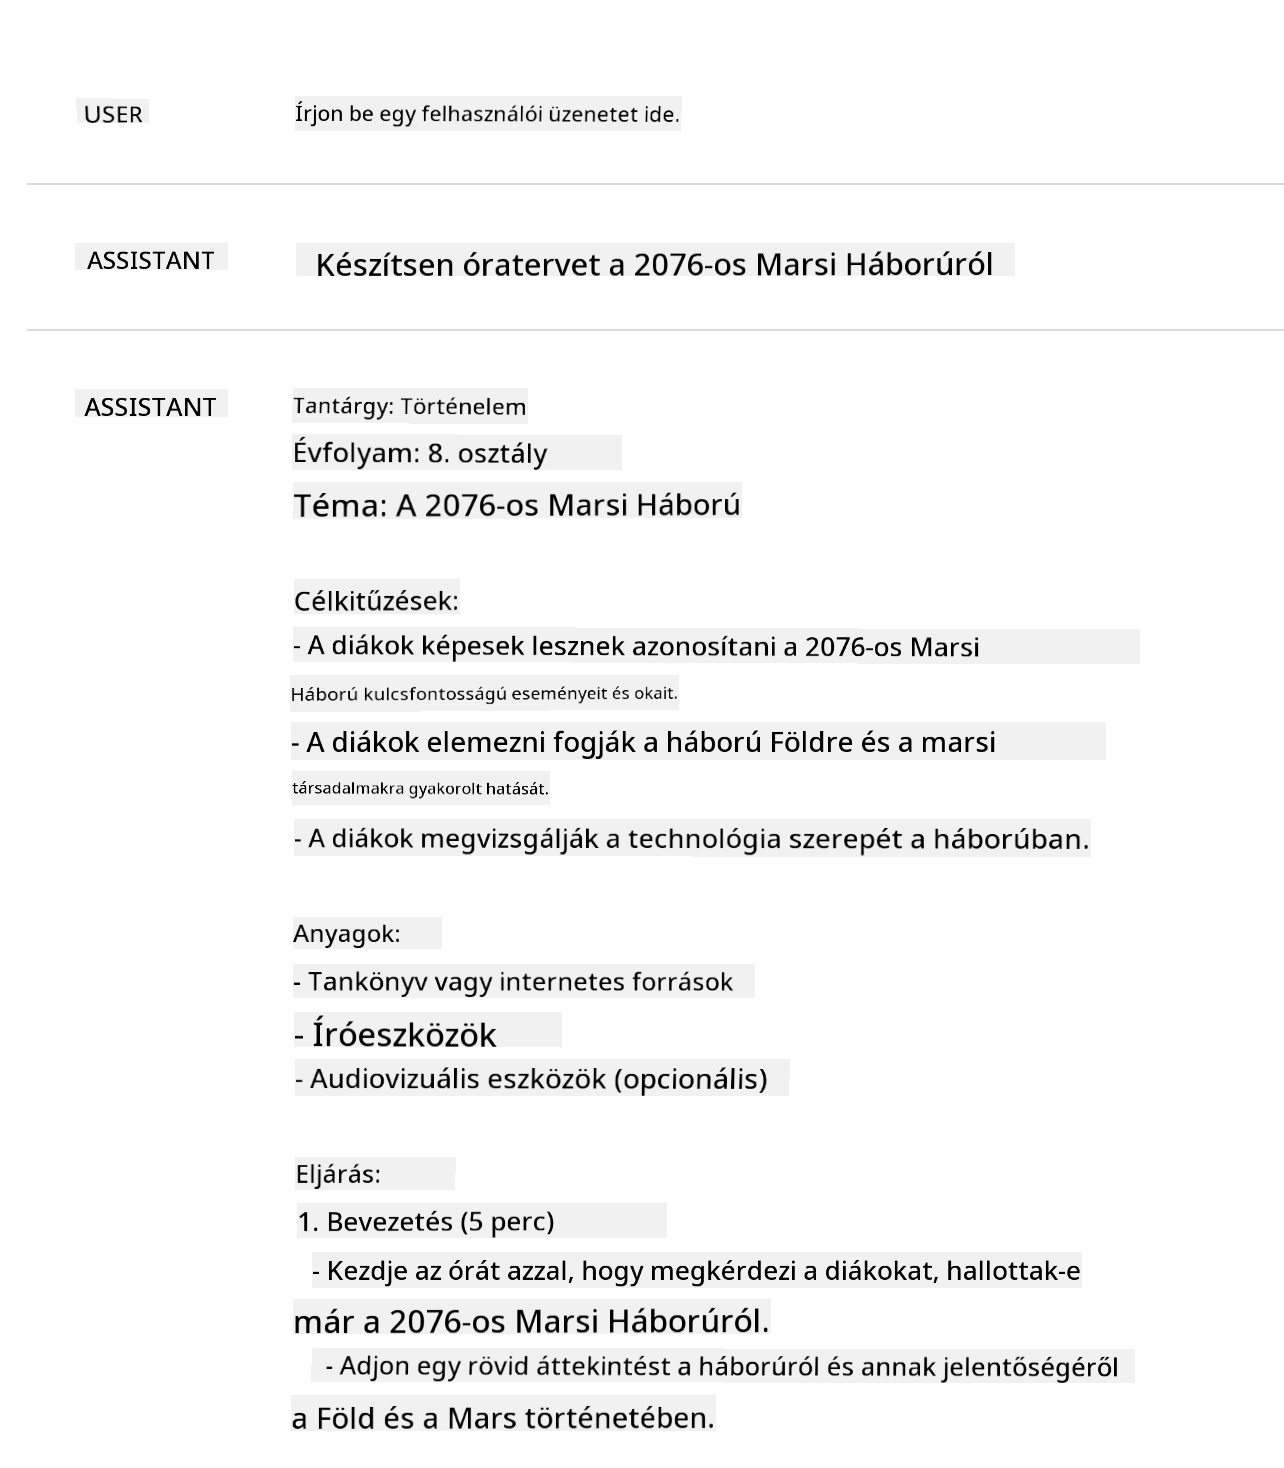 USER
Írjon be egy felhasználói üzenetet ide.
ASSISTANT
Készítsen óratervet a 2076-os Marsi Háborúról
ASSISTANT
Tantárgy: Történelem
Évfolyam: 8. osztály
Téma: A 2076-os Marsi Háború
Célkitűzések:
- A diákok képesek lesznek azonosítani a 2076-os Marsi
Háború kulcsfontosságú eseményeit és okait.
- A diákok elemezni fogják a háború Földre és a marsi
társadalmakra gyakorolt hatását.
- A diákok megvizsgálják a technológia szerepét a háborúban.
Anyagok:
- Tankönyv vagy internetes források
- Íróeszközök
- Audiovizuális eszközök (opcionális)
Eljárás:
1. Bevezetés (5 perc)
- Kezdje az órát azzal, hogy megkérdezi a diákokat, hallottak-e
már a 2076-os Marsi Háborúról.
- Adjon egy rövid áttekintést a háborúról és annak jelentőségéről
a Föld és a Mars történetében.